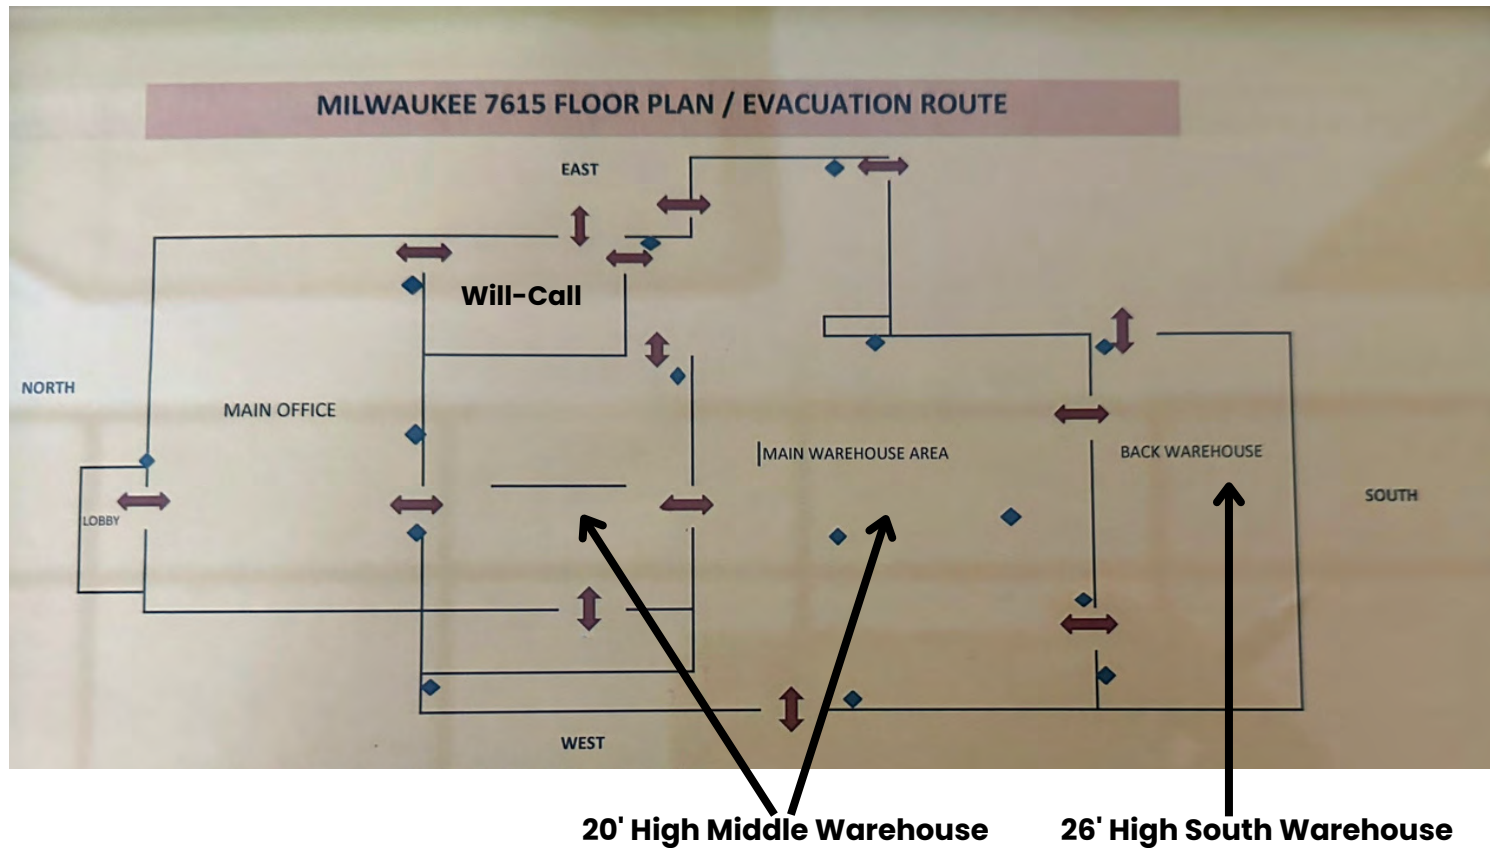 MILWAUKEE 7615 FLOOR PLAN / EVACUATION ROUTE
EAST
Will-Call
NORTH
MAIN OFFICE
MAIN WAREHOUSE AREA
BACK WAREHOUSE
SOUTH
LOBBY
WEST
20' High Middle Warehouse
26' High South Warehouse